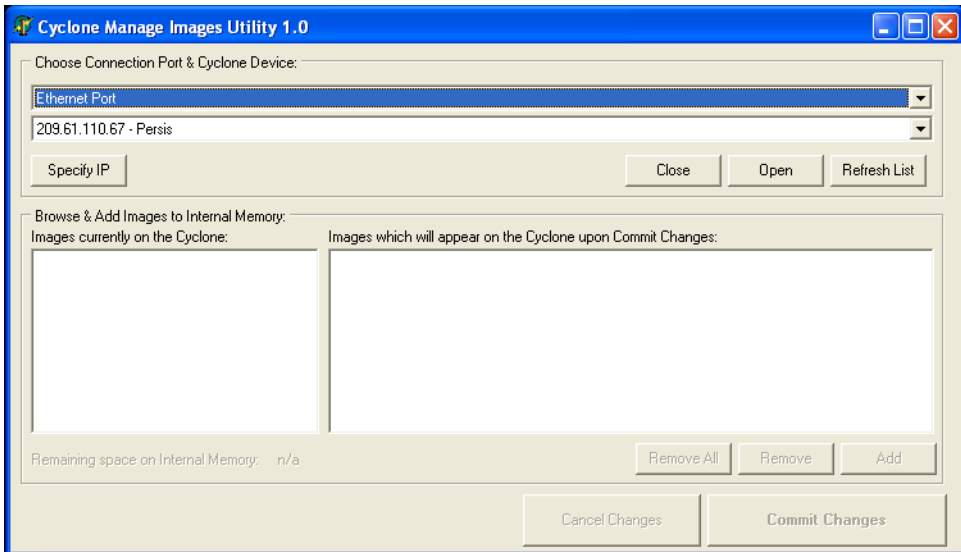 Cyclone Manage Images Utility 1.0
Choose Connection Port & Cyclone Device:
Ethernet Port
209.61.110.67 - Persis
Specify IP Close Open Refresh List
Browse & Add Images to Internal Memory:
Images currently on the Cyclone: Images which will appear on the Cyclone upon Commit Changes:
Remaining space on Internal Memory: n/a Remove All Remove Add
Cancel Changes Commit Changes